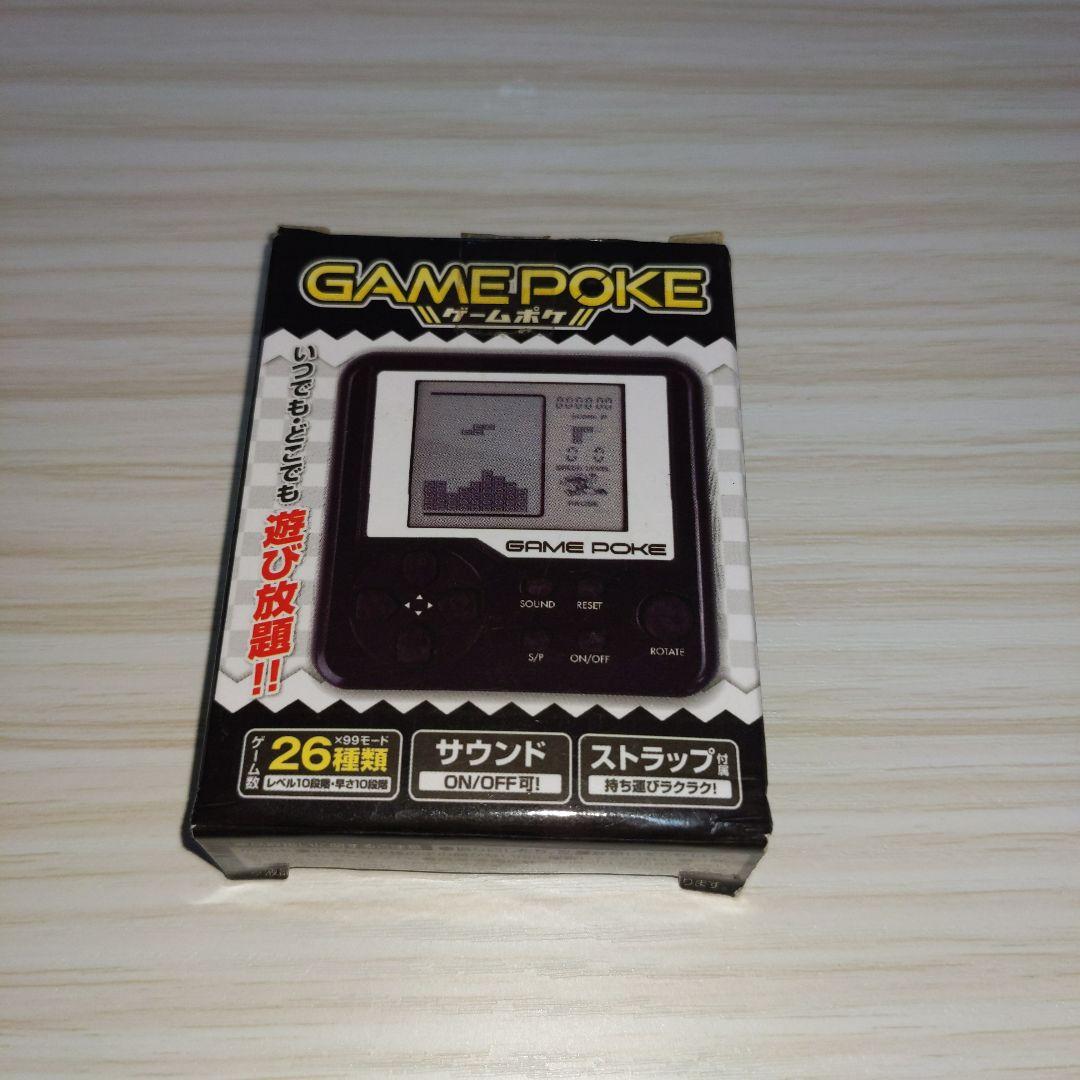 GAME POKE
ゲームポケ
いつでも・どこでも
遊び放題!!
000000
GAME POKE
SOUND
RESET
S/P
ON/OFF
ROTATE
ゲーム数
26種類
×99モード
レベル10段階・早さ10段階
サウンド
ON/OFF可!
ストラップ付属
持ち運びラクラク!
ります